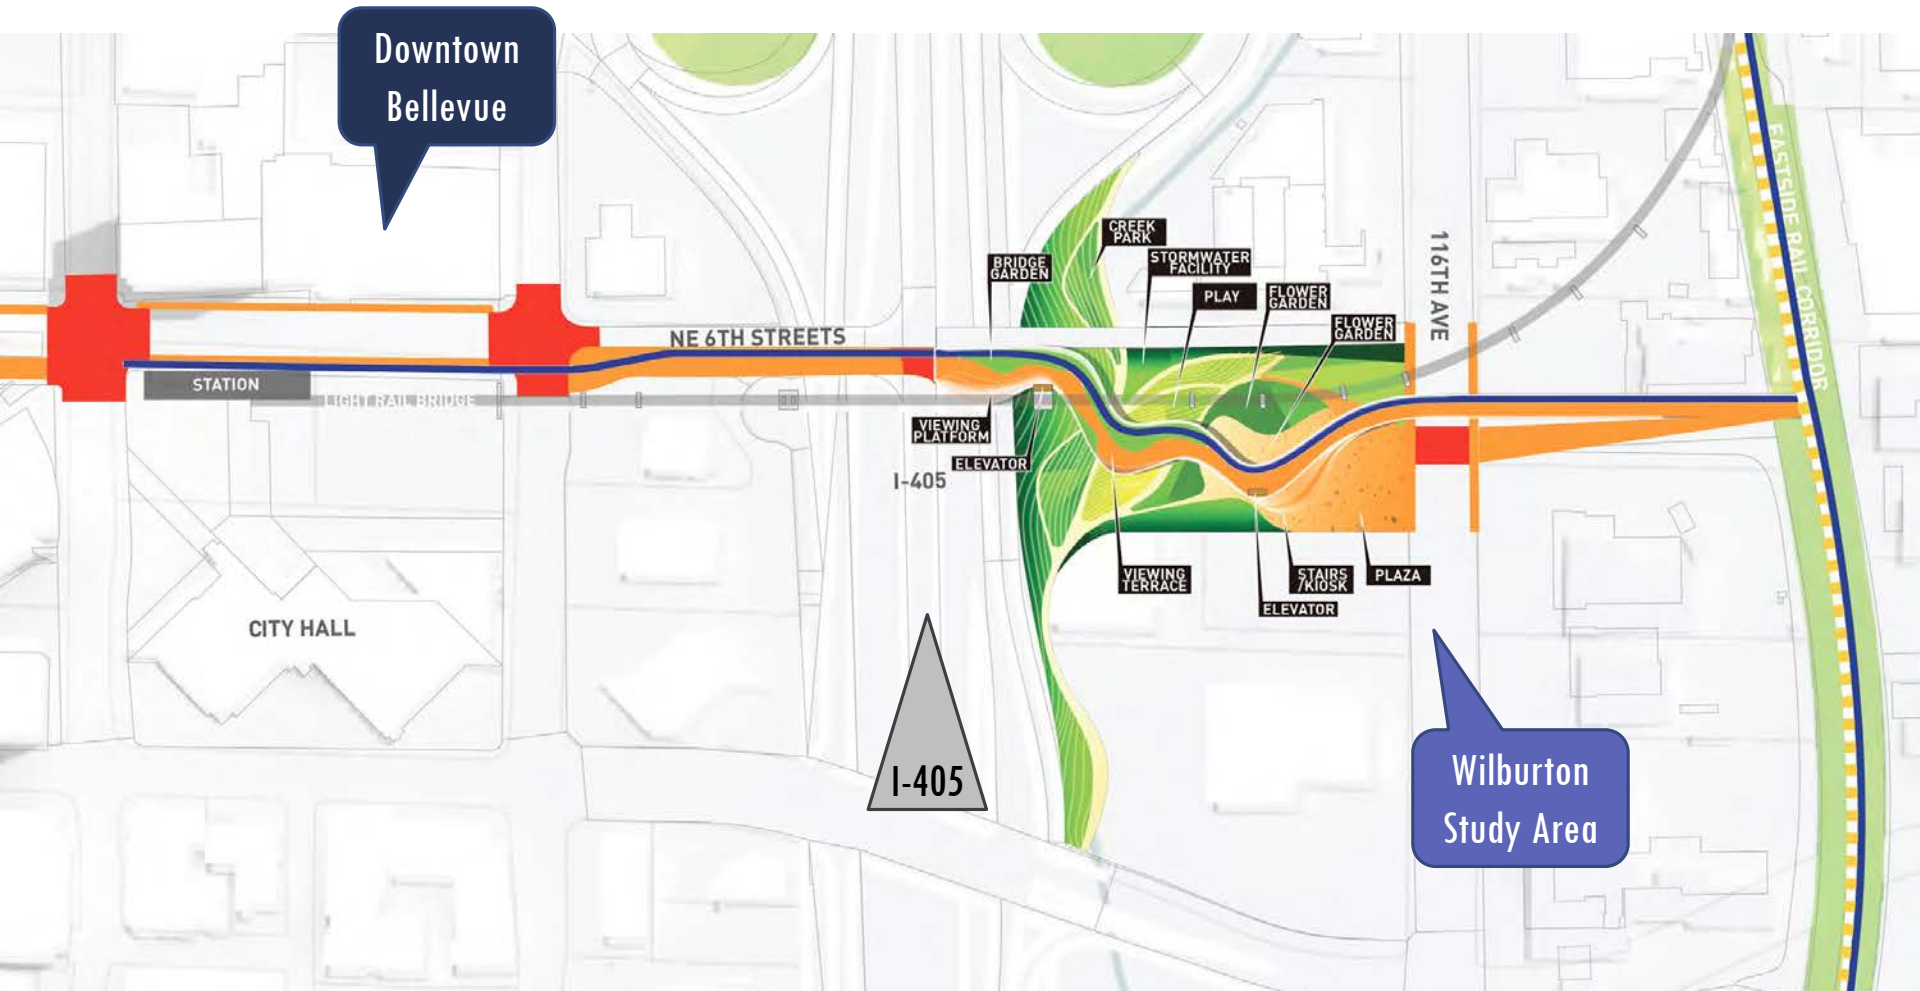 Downtown
Bellevue
CREEK
PARK
BRIDGE
GARDEN
STORMWATER
FACILITY
PLAY
FLOWER
GARDEN
FLOWER
GARDEN
116TH AVE
EASTSIDE RAIL CORRIDOR
NE 6TH STREETS
STATION
LIGHT RAIL BRIDGE
VIEWING
PLATFORM
ELEVATOR
I-405
VIEWING
TERRACE
STAIRS
/KIOSK
PLAZA
ELEVATOR
CITY HALL
I-405
Wilburton
Study Area